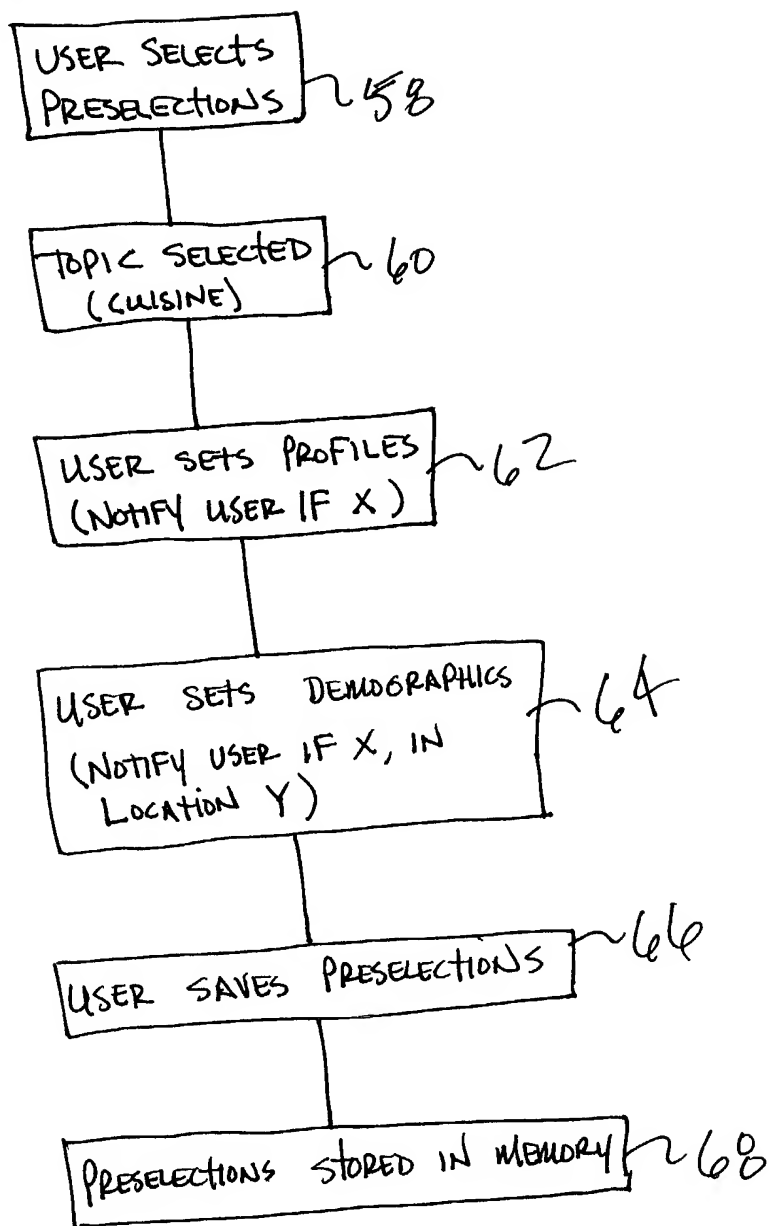 USER SELECTS
PRESELECTIONS
58
TOPIC SELECTED
(CUISINE)
60
USER SETS PROFILES
(NOTIFY USER IF X)
62
USER SETS DEMOGRAPHICS
(NOTIFY USER IF X, IN
LOCATION Y)
64
USER SAVES PRESELECTIONS
66
PRESELECTIONS STORED IN MEMORY
68